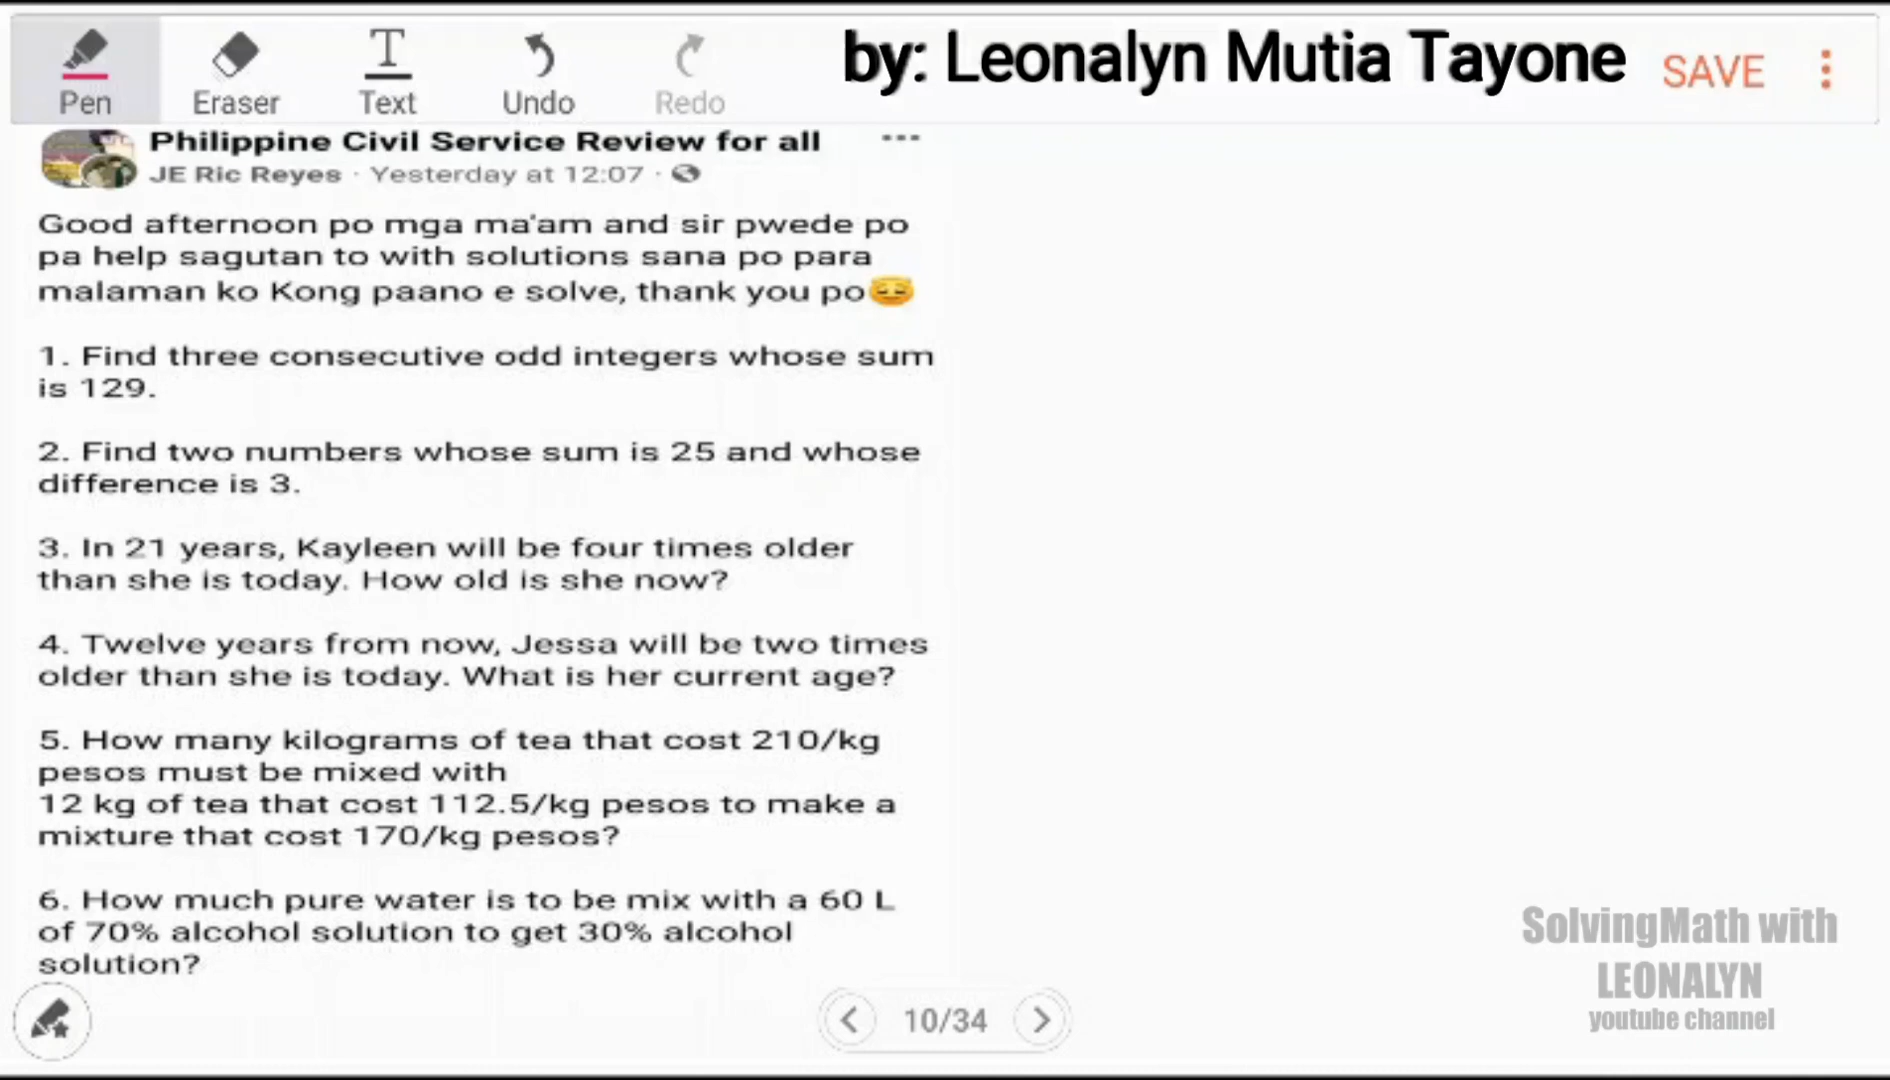 by: Leonalyn Mutia Tayone
SAVE
Pen
Eraser
Text
Undo
Redo
Philippine Civil Service Review for all
JE Ric Reyes · Yesterday at 12:07 ·
Good afternoon po mga ma'am and sir pwede po
pa help sagutan to with solutions sana po para
malaman ko Kong paano e solve, thank you po😌
1. Find three consecutive odd integers whose sum
is 129.
2. Find two numbers whose sum is 25 and whose
difference is 3.
3. In 21 years, Kayleen will be four times older
than she is today. How old is she now?
4. Twelve years from now, Jessa will be two times
older than she is today. What is her current age?
5. How many kilograms of tea that cost 210/kg
pesos must be mixed with
12 kg of tea that cost 112.5/kg pesos to make a
mixture that cost 170/kg pesos?
6. How much pure water is to be mix with a 60 L
of 70% alcohol solution to get 30% alcohol
solution?
10/34
SolvingMath with
LEONALYN
youtube channel